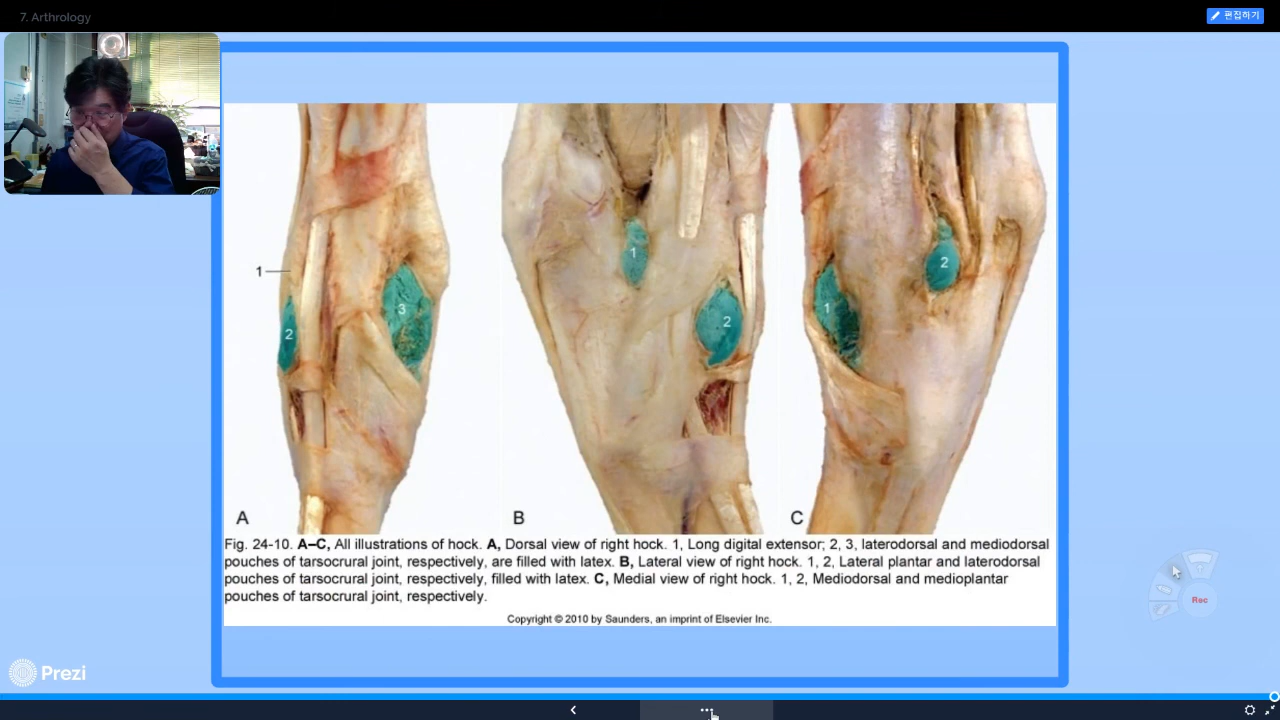 7. Arthrology
편집하기
1
2
3
1
2
1
2
A
B
C
Fig. 24-10. A–C, All illustrations of hock. A, Dorsal view of right hock. 1, Long digital extensor; 2, 3, laterodorsal and mediodorsal
pouches of tarsocrural joint, respectively, are filled with latex. B, Lateral view of right hock. 1, 2, Lateral plantar and laterodorsal
pouches of tarsocrural joint, respectively, filled with latex. C, Medial view of right hock. 1, 2, Mediodorsal and medioplantar
pouches of tarsocrural joint, respectively.
Copyright © 2010 by Saunders, an imprint of Elsevier Inc.
Rec
Prezi